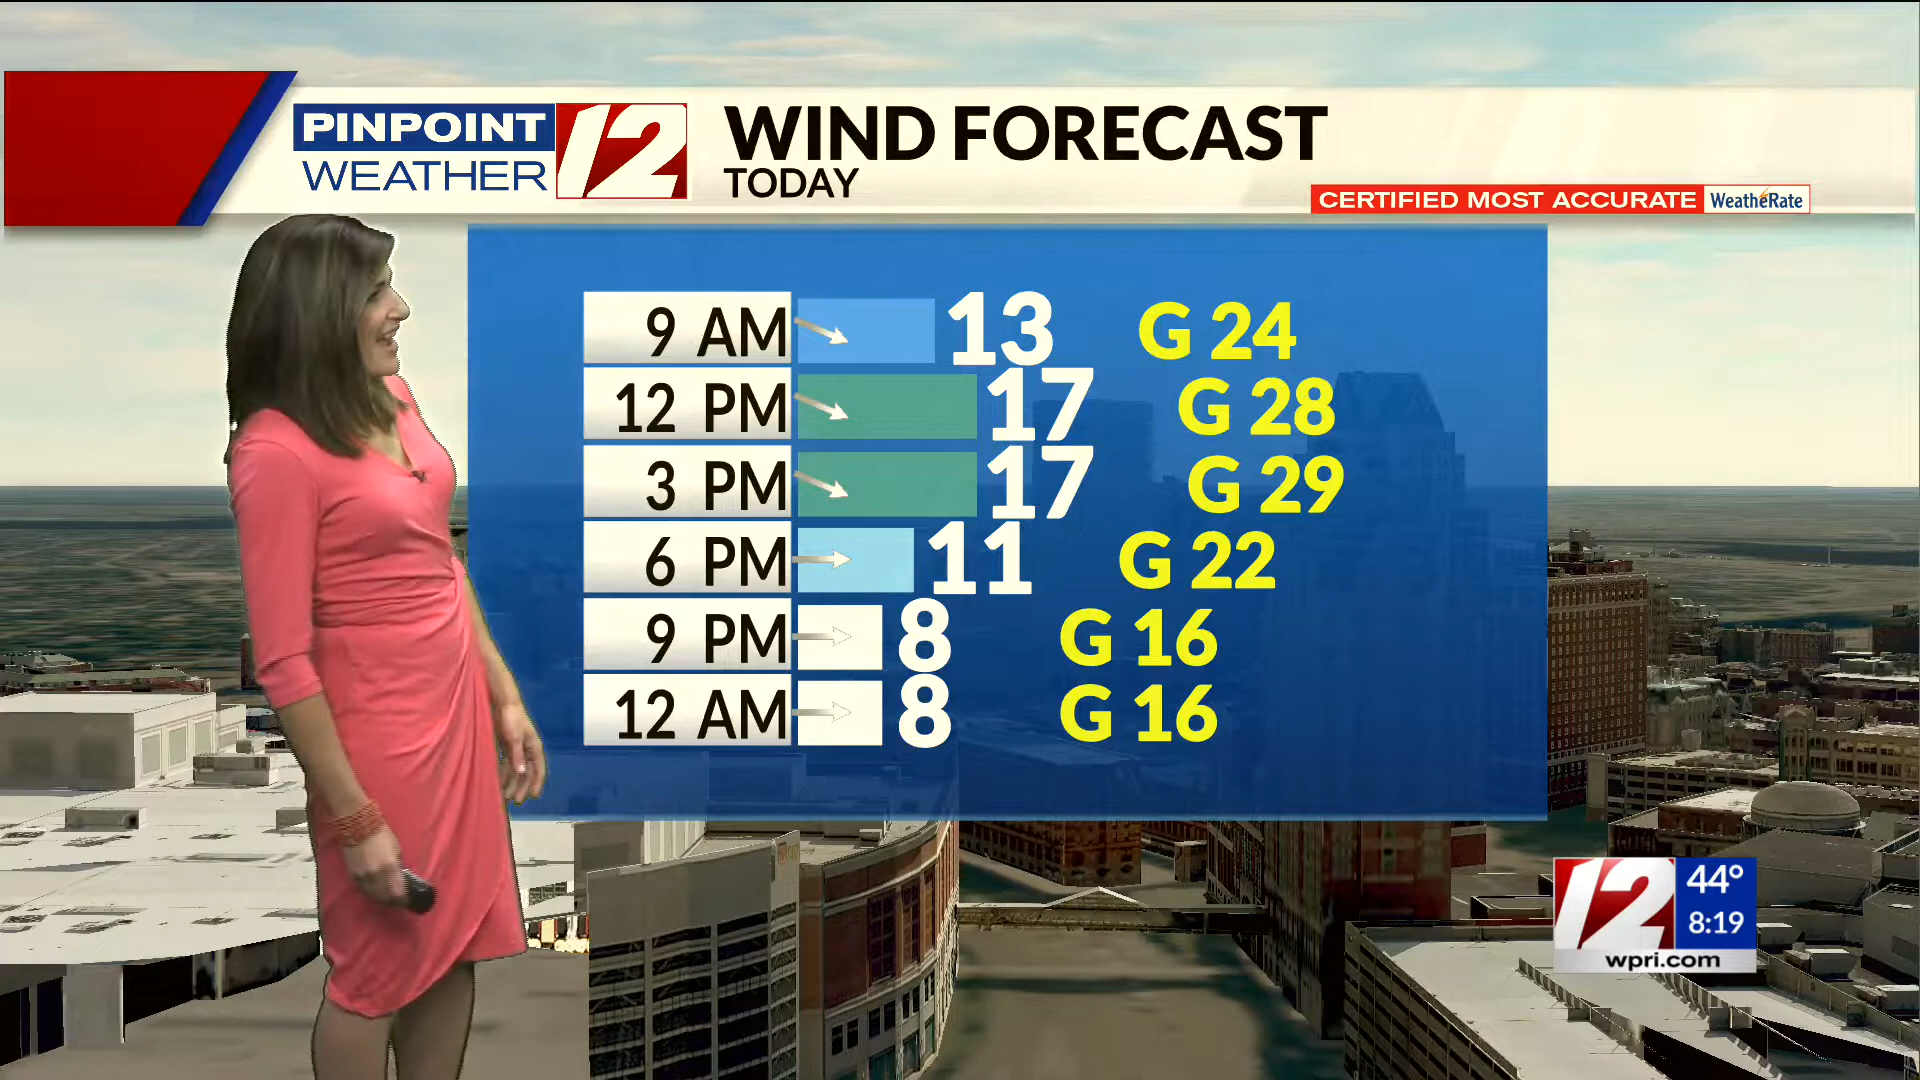 PINPOINT
WEATHER 12
WIND FORECAST
TODAY
CERTIFIED MOST ACCURATE WeatheRate
9 AM 13 G 24
12 PM 17 G 28
3 PM 17 G 29
6 PM 11 G 22
9 PM 8 G 16
12 AM 8 G 16
12 44°
8:19
wpri.com